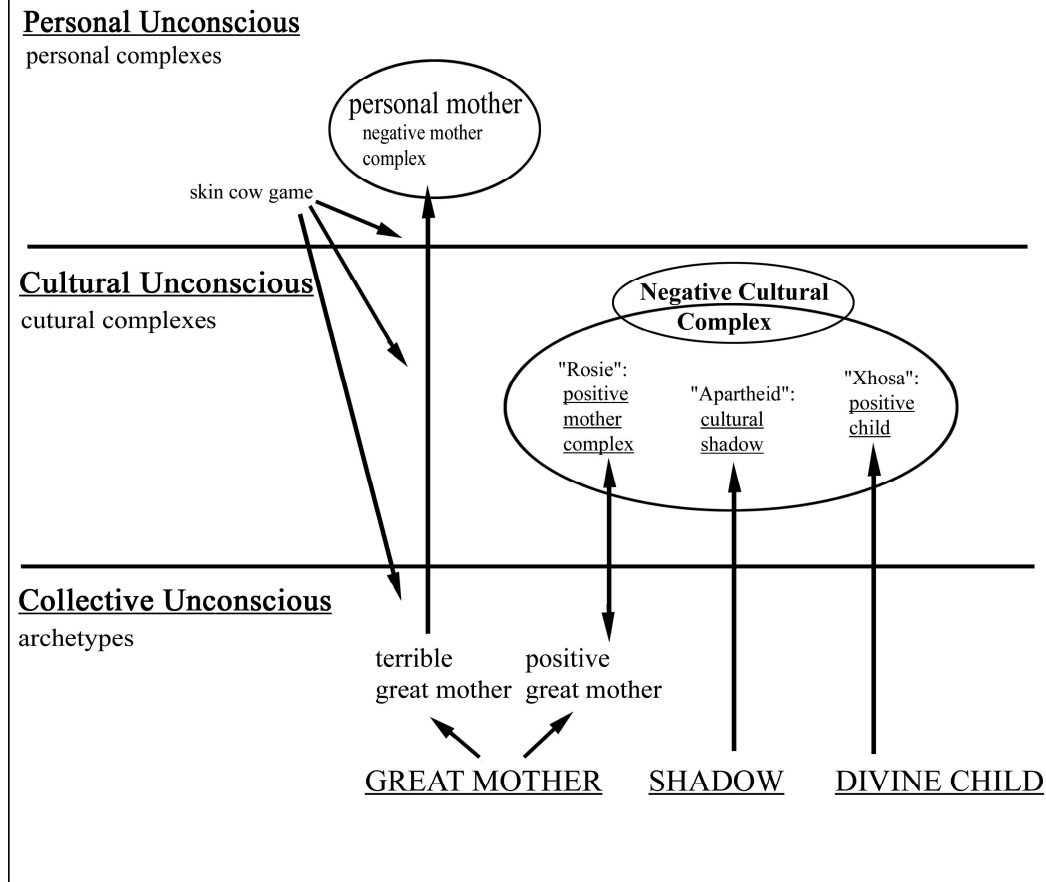 Personal Unconscious
personal complexes
personal mother
negative mother
complex
skin cow game
Cultural Unconscious
cutural complexes
Negative Cultural
Complex
"Rosie":
positive
mother
complex
"Apartheid":
cultural
shadow
"Xhosa":
positive
child
Collective Unconscious
archetypes
terrible
great mother
positive
great mother
GREAT MOTHER
SHADOW
DIVINE CHILD